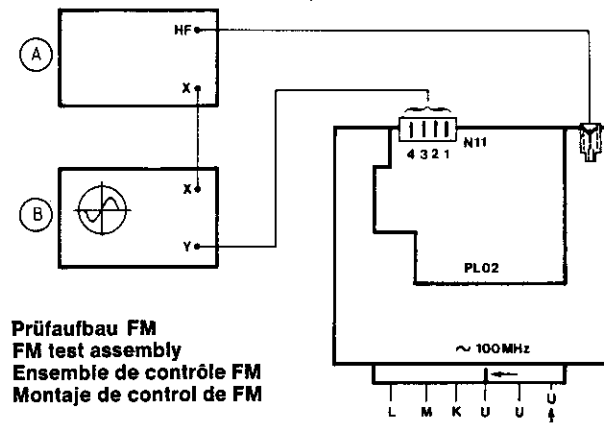 HF
A
X
4 3 2 1
N11
X
B
Y
PL02
Prüfaufbau FM
FM test assembly
Ensemble de contrôle FM
Montaje de control de FM
~ 100MHz
L M K U U U